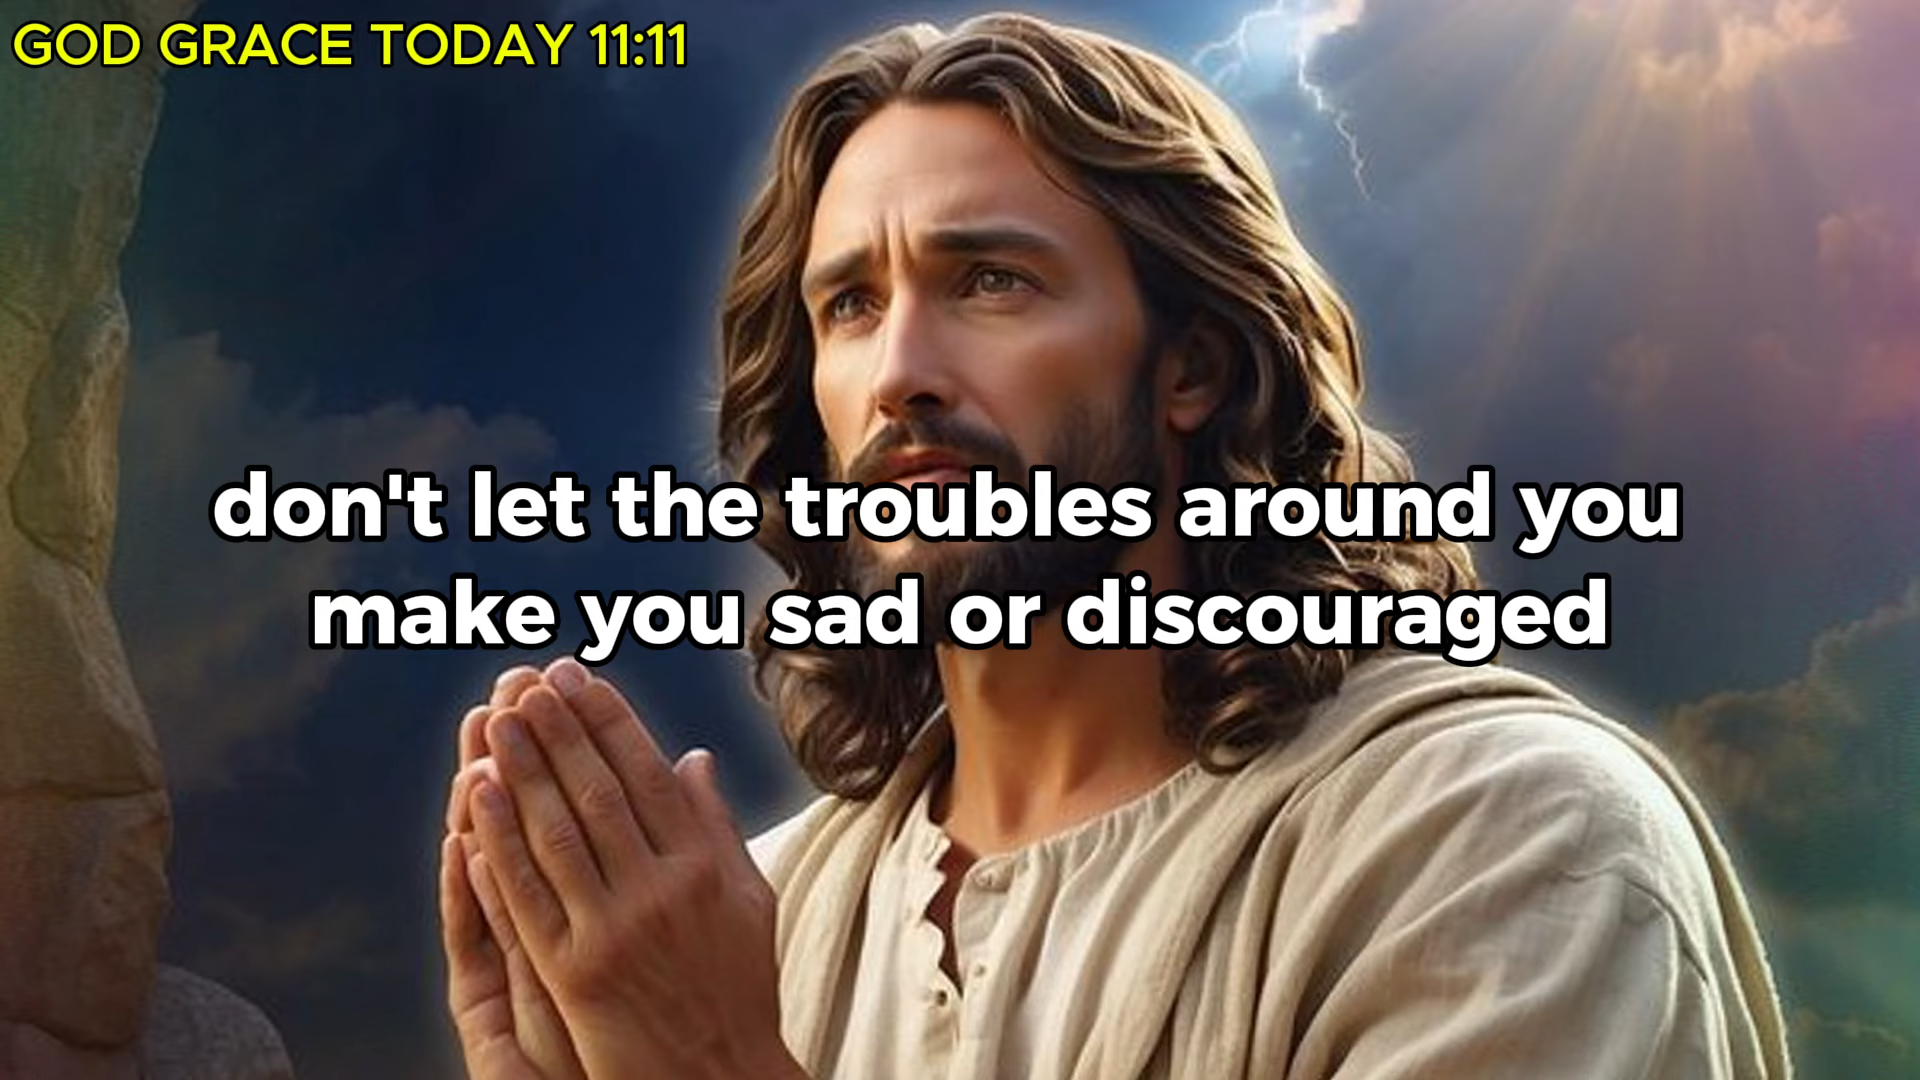 GOD GRACE TODAY 11:11
don't let the troubles around you
make you sad or discouraged